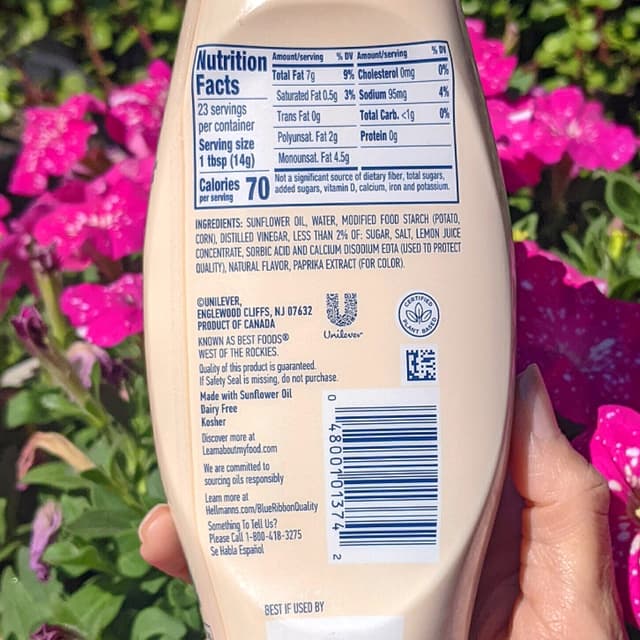 Nutrition
Facts
23 servings
per container
Serving size
1 tbsp (14g)
Calories
per serving
70
Amount/serving % DV Amount/serving % DV
Total Fat 7g 9% Cholesterol 0mg 0%
Saturated Fat 0.5g 3% Sodium 95mg 4%
Trans Fat 0g Total Carb. <1g 0%
Polyunsat. Fat 2g Protein 0g
Monounsat. Fat 4.5g
Not a significant source of dietary fiber, total sugars,
added sugars, vitamin D, calcium, iron and potassium.
INGREDIENTS: SUNFLOWER OIL, WATER, MODIFIED FOOD STARCH (POTATO,
CORN), DISTILLED VINEGAR, LESS THAN 2% OF: SUGAR, SALT, LEMON JUICE
CONCENTRATE, SORBIC ACID AND CALCIUM DISODIUM EDTA (USED TO PROTECT
QUALITY), NATURAL FLAVOR, PAPRIKA EXTRACT (FOR COLOR).
©UNILEVER,
ENGLEWOOD CLIFFS, NJ 07632
PRODUCT OF CANADA
KNOWN AS BEST FOODS®
WEST OF THE ROCKIES.
Quality of this product is guaranteed.
If Safety Seal is missing, do not purchase.
Made with Sunflower Oil
Dairy Free
Kosher
Discover more at
Learnaboutmyfood.com
We are committed to
sourcing oils responsibly
Learn more at
Hellmanns.com/BlueRibbonQuality
Something To Tell Us?
Please Call 1-800-418-3275
Se Habla Español
Unilever
CERTIFIED
PLANT BASED
0 48001 01374 2
BEST IF USED BY